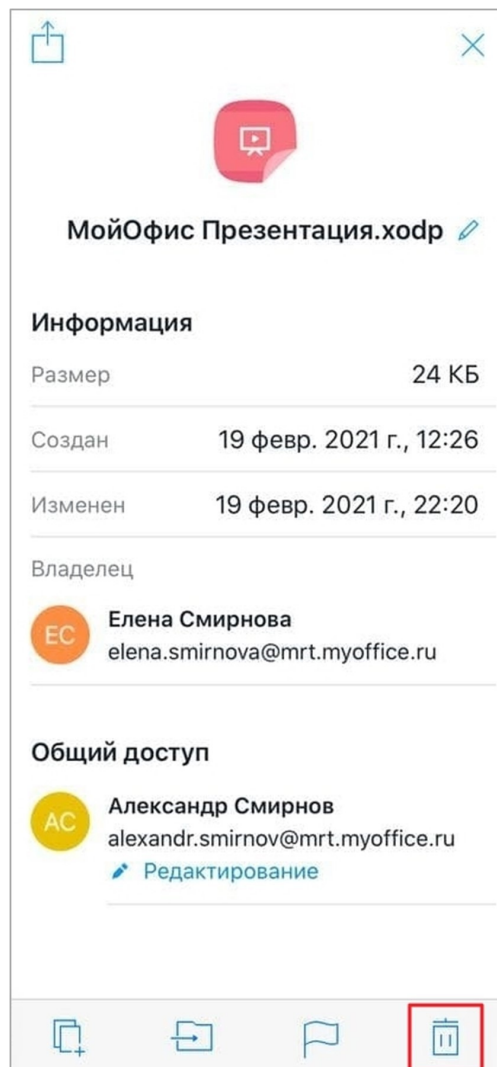 МойОфис Презентация.xodp
Информация
Размер 24 КБ
Создан 19 февр. 2021 г., 12:26
Изменен 19 февр. 2021 г., 22:20
Владелец
ЕС
Елена Смирнова
elena.smirnova@mrt.myoffice.ru
Общий доступ
АС
Александр Смирнов
alexandr.smirnov@mrt.myoffice.ru
Редактирование